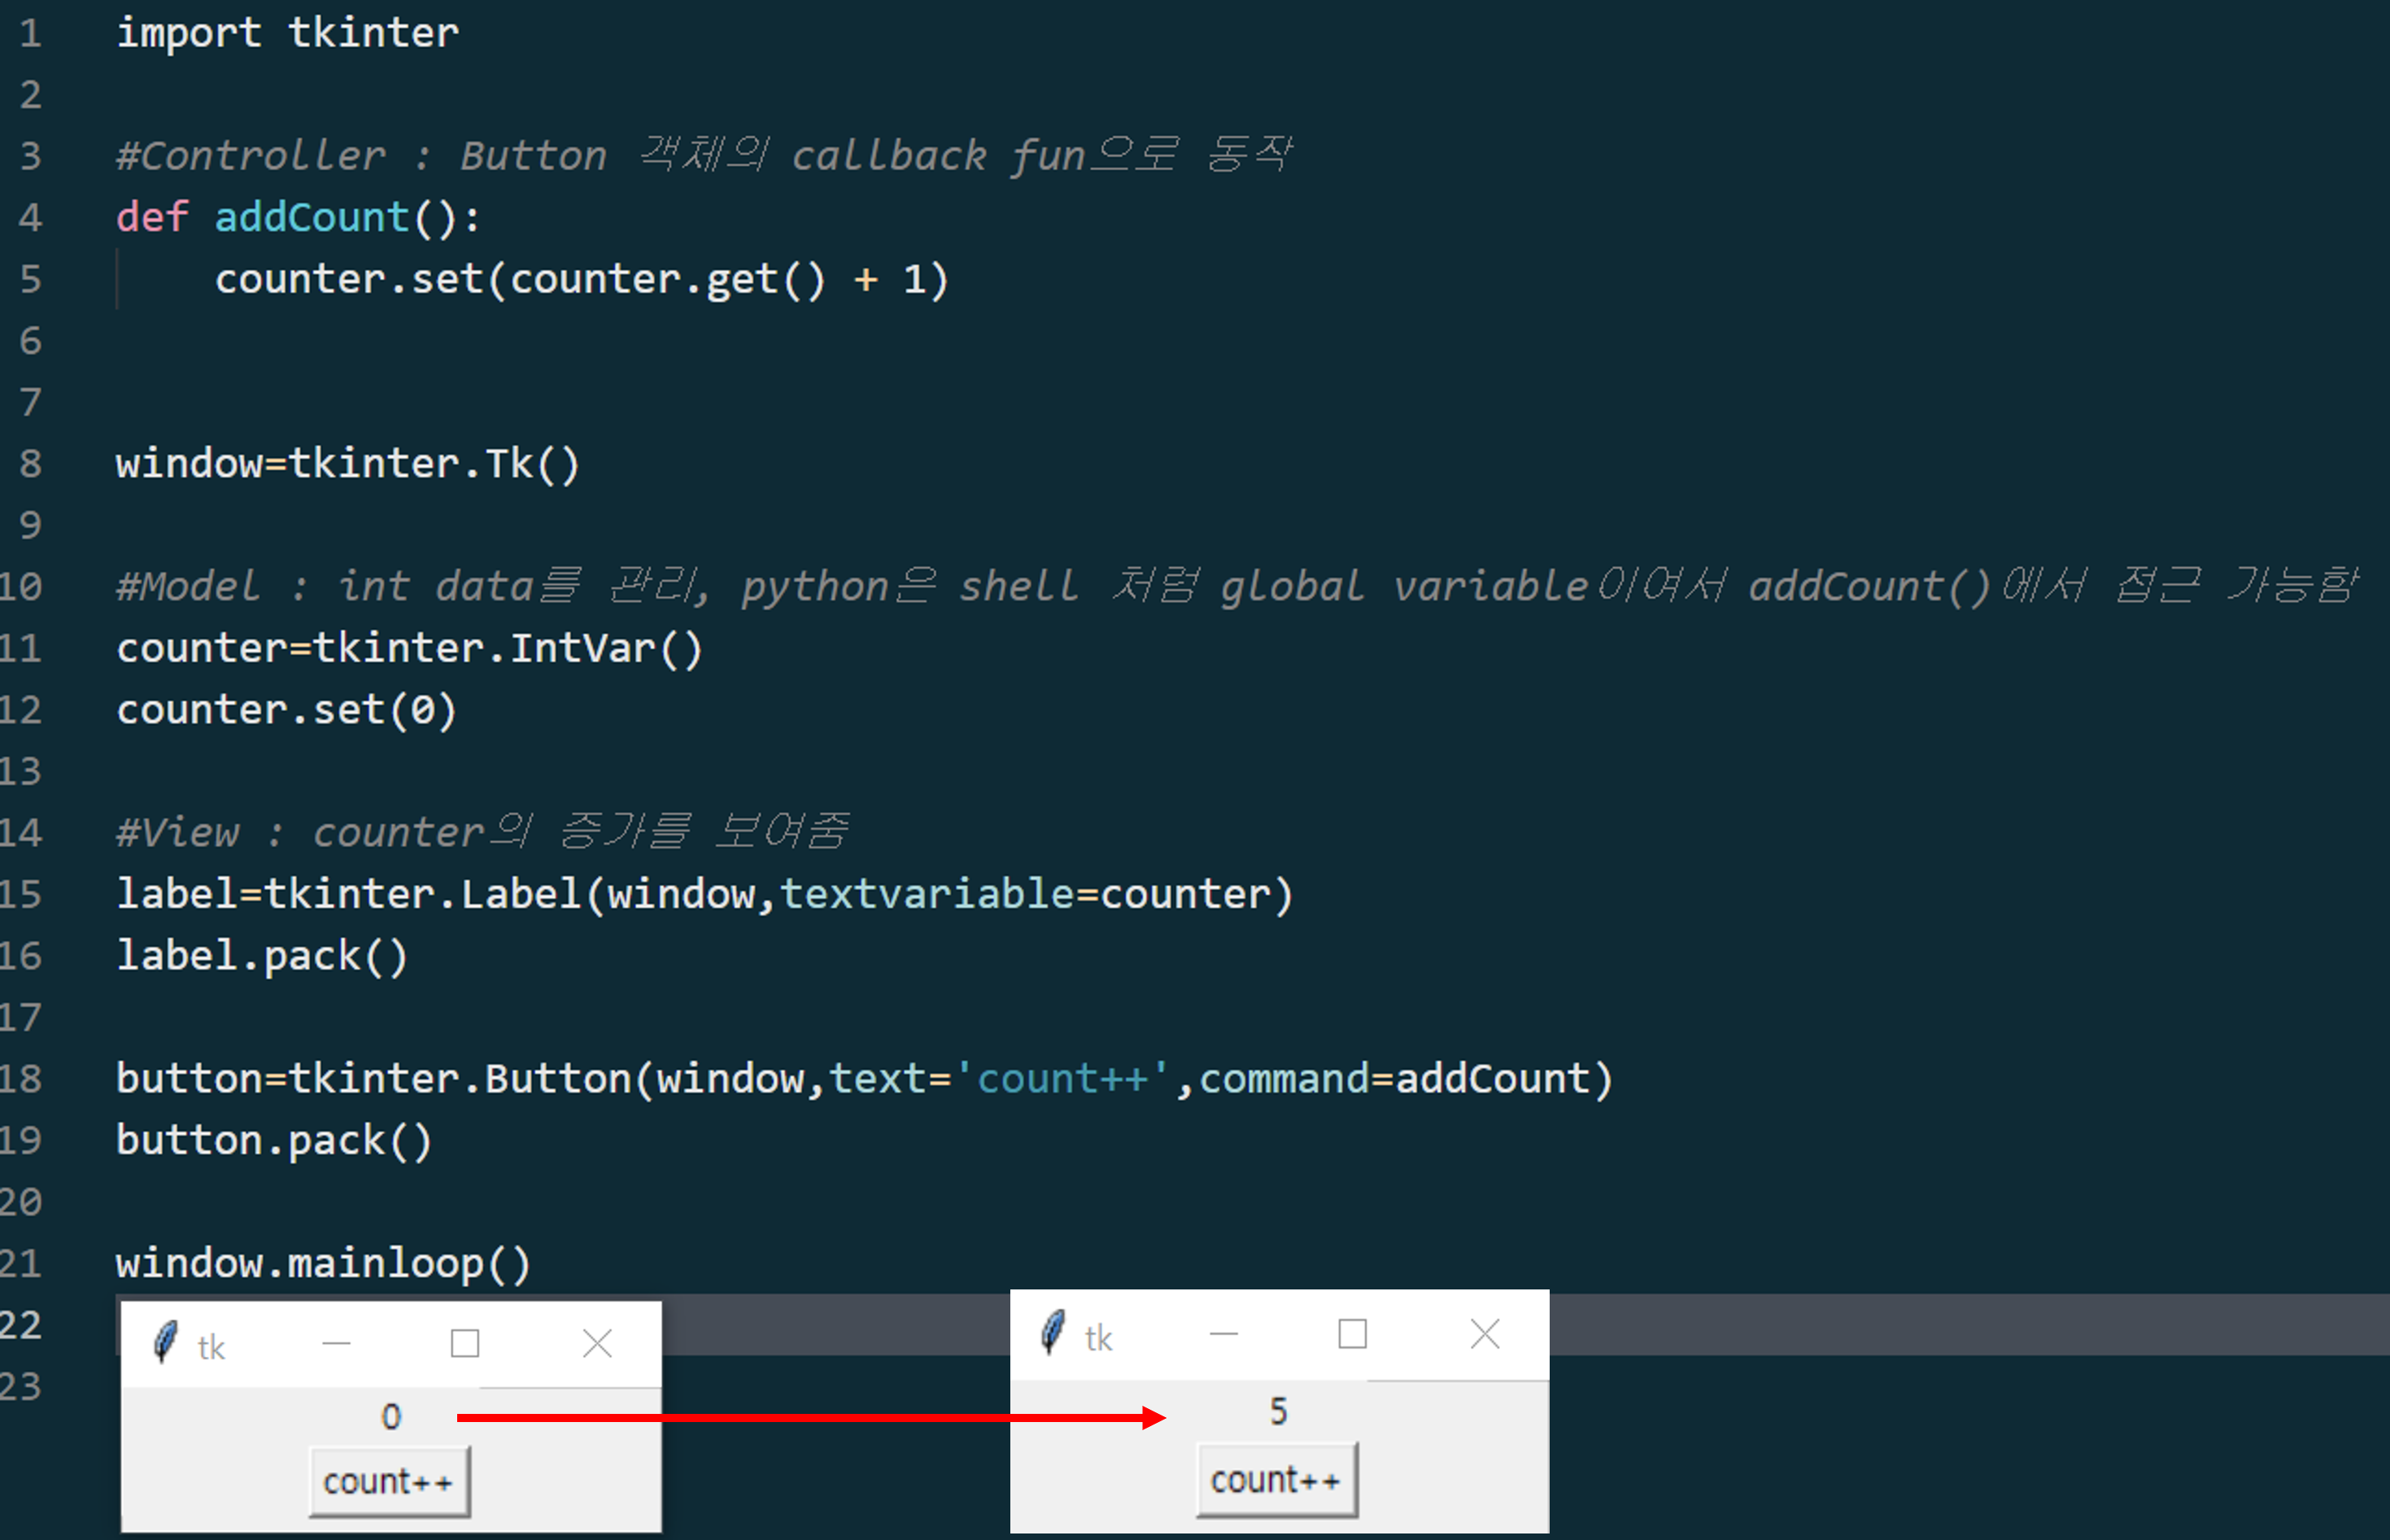 1 import tkinter
2
3 #Controller : Button 객체의 callback fun으로 동작
4 def addCount():
5     counter.set(counter.get() + 1)
6
7
8 window=tkinter.Tk()
9
10 #Model : int data를 관리, python은 shell 처럼 global variable이여서 addCount()에서 접근 가능함
11 counter=tkinter.IntVar()
12 counter.set(0)
13
14 #View : counter의 증가를 보여줌
15 label=tkinter.Label(window,textvariable=counter)
16 label.pack()
17
18 button=tkinter.Button(window,text='count++',command=addCount)
19 button.pack()
20
21 window.mainloop()
22
23
tk
0
count++
tk
5
count++